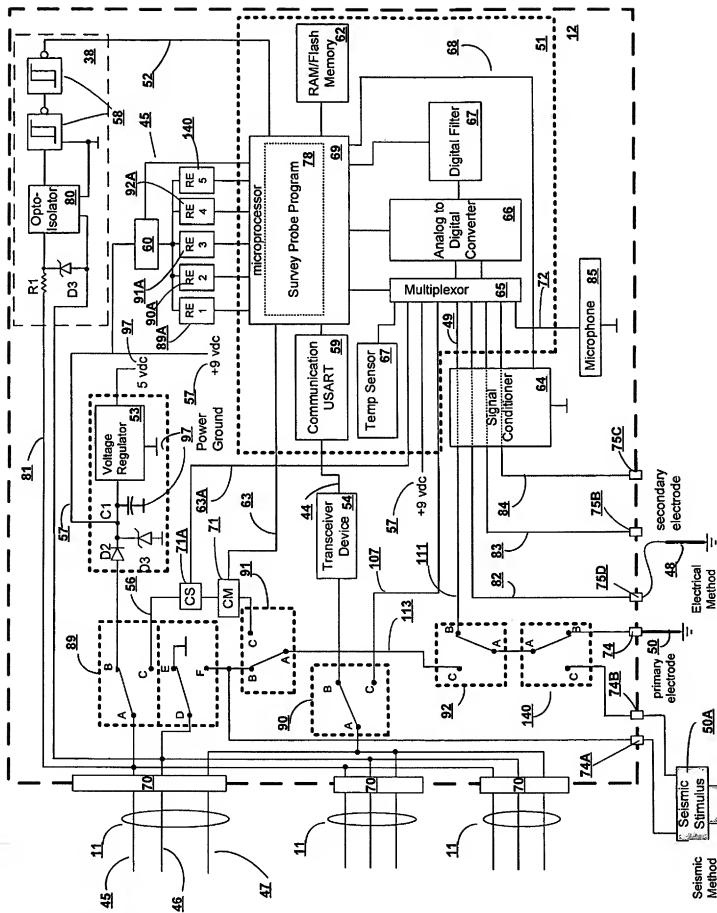 38
58
52
Opto-
Isolator
80
R1
D3
81
57
45
60
RE
1
RE
2
RE
3
RE
4
RE
5
89A
90A
91A
92A
140
RAM/Flash
Memory
62
51
12
68
microprocessor
Survey Probe Program
78
69
Digital Filter
67
Analog to
Digital
Converter
66
Multiplexor
65
72
Microphone
85
49
Communication
USART
59
Temp Sensor
67
Signal
Conditioner
64
97
5 vdc
+9 vdc
57
Voltage
Regulator
53
97
Power
Ground
C1
D2
D3
63A
63
44
Transceiver
Device
54
57
+9 vdc
107
111
113
56
71A
CS
71
CM
91
A
B
C
89
A
B
C
D
E
F
90
A
B
C
92
A
B
C
140
A
B
C
84
83
82
75C
75B
75D
secondary
electrode
48
Electrical Method
74
50
primary
electrode
74B
74A
50A
Seismic
Stimulus
Seismic
Method
70
70
70
11
11
11
45
46
47